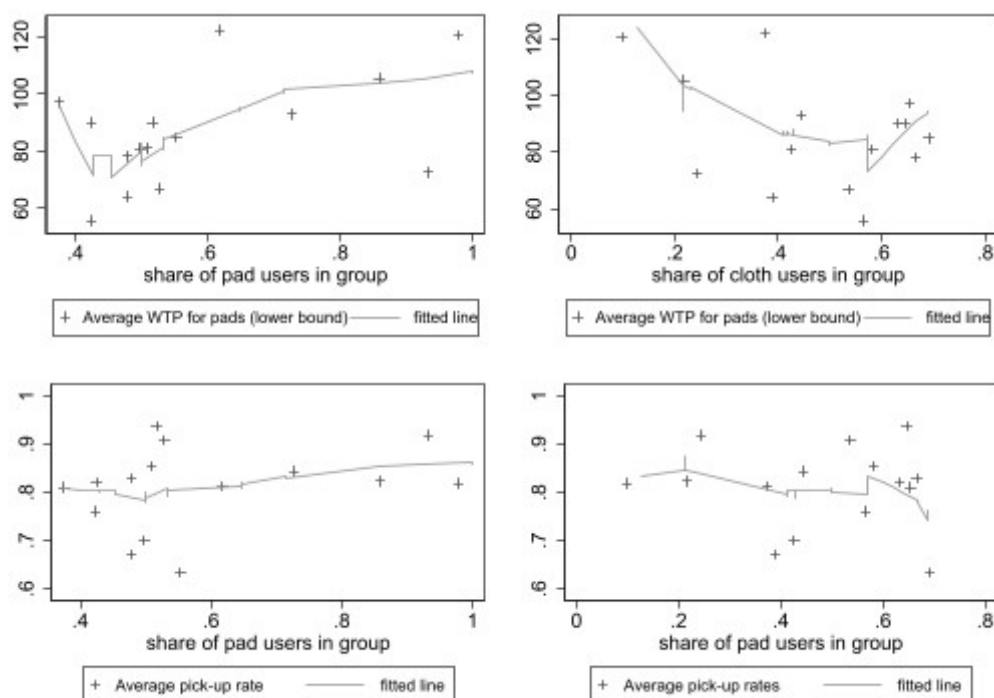 120
100
80
60
.4 .6 .8 1
share of pad users in group
+ Average WTP for pads (lower bound) fitted line
120
100
80
60
0 .2 .4 .6 .8
share of cloth users in group
+ Average WTP for pads (lower bound) fitted line
1
.9
.8
.7
.6
.4 .6 .8 1
share of pad users in group
+ Average pick-up rate fitted line
1
.9
.8
.7
.6
0 .2 .4 .6 .8
share of pad users in group
+ Average pick-up rates fitted line